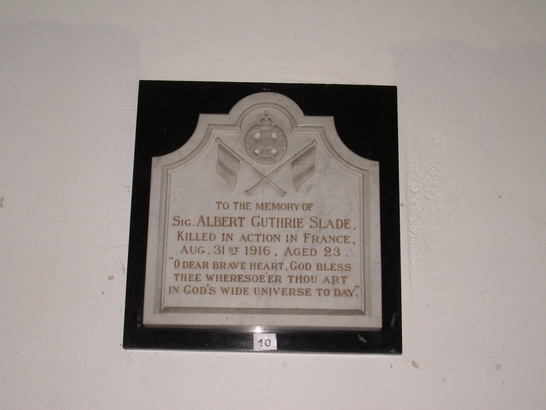 TO THE MEMORY OF
SIG. ALBERT GUTHRIE SLADE,
KILLED IN ACTION IN FRANCE,
AUG. 31ST 1916, AGED 23.
"O DEAR BRAVE HEART, GOD BLESS
THEE WHERESOE'ER THOU ART
IN GOD'S WIDE UNIVERSE TO DAY."
10